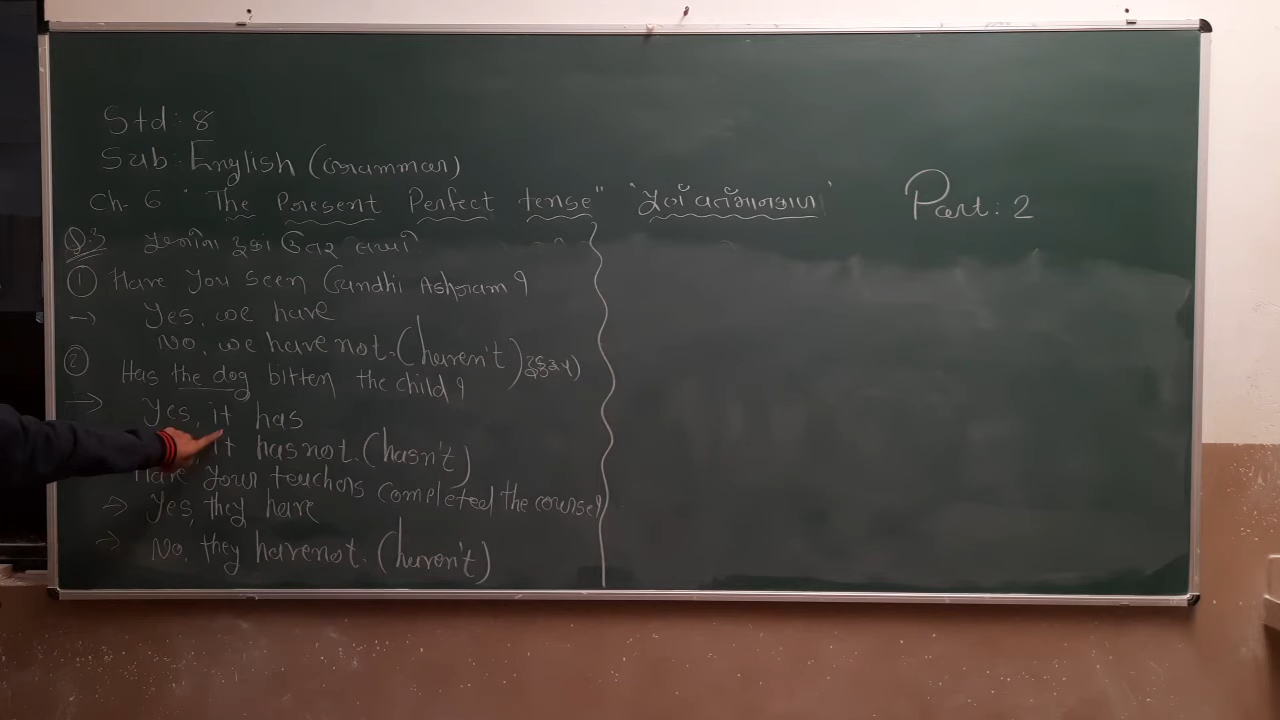 Std: 8
Sub: English (Grammar)
Ch- 6 "The Present Perfect tense" 'પૂર્ણ વર્તમાનકાળ' Part: 2
Q.3 પ્રશ્નોના ટુંકા ઉત્તર લખો
① Have you seen Gandhi Ashram ?
→ Yes, we have
No, we have not. (haven't)
② Has the dog bitten the child ?
→ Yes, it has
it has not. (hasn't)
Have your teachers completed the course ?
→ Yes, they have
→ No, they have not. (haven't)